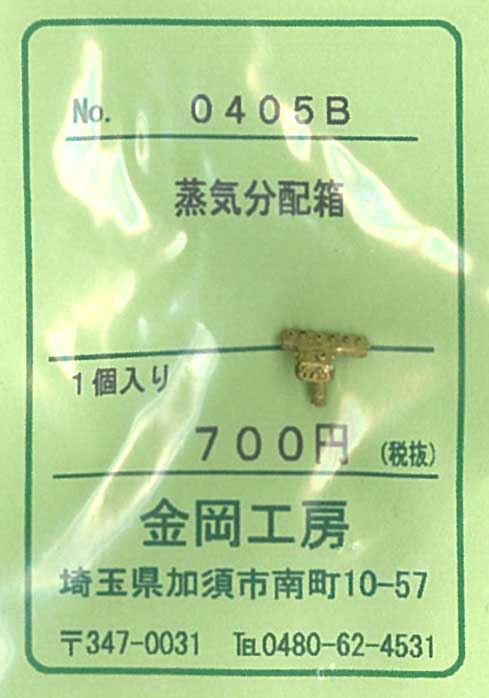 No. 0405B
蒸気分配箱
1個入り
700円 (税抜)
金岡工房
埼玉県加須市南町10-57
〒347-0031 ℡0480-62-4531